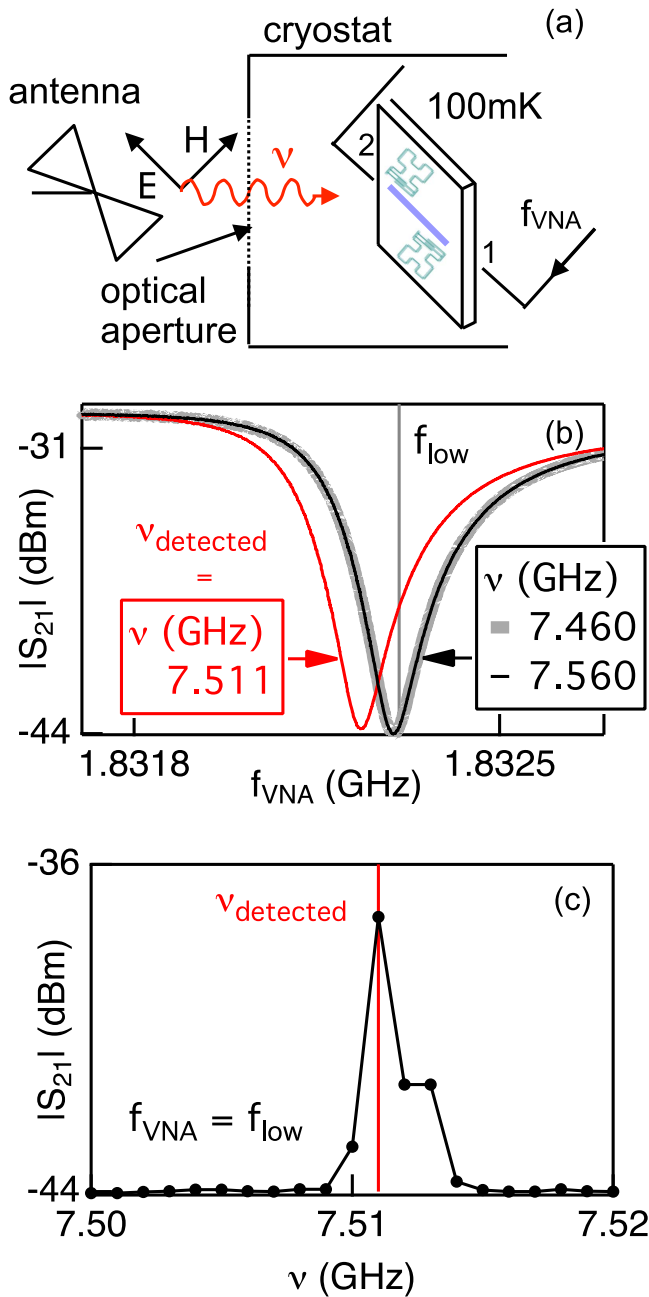 cryostat
(a)
antenna
100mK
H
ν
2
E
fVNA
1
optical
aperture
(b)
-31
flow
|S21| (dBm)
νdetected
=
ν (GHz)
7.511
ν (GHz)
7.460
– 7.560
-44
1.8318
1.8325
fVNA (GHz)
-36
νdetected
(c)
|S21| (dBm)
fVNA = flow
-44
7.50
7.51
7.52
ν (GHz)